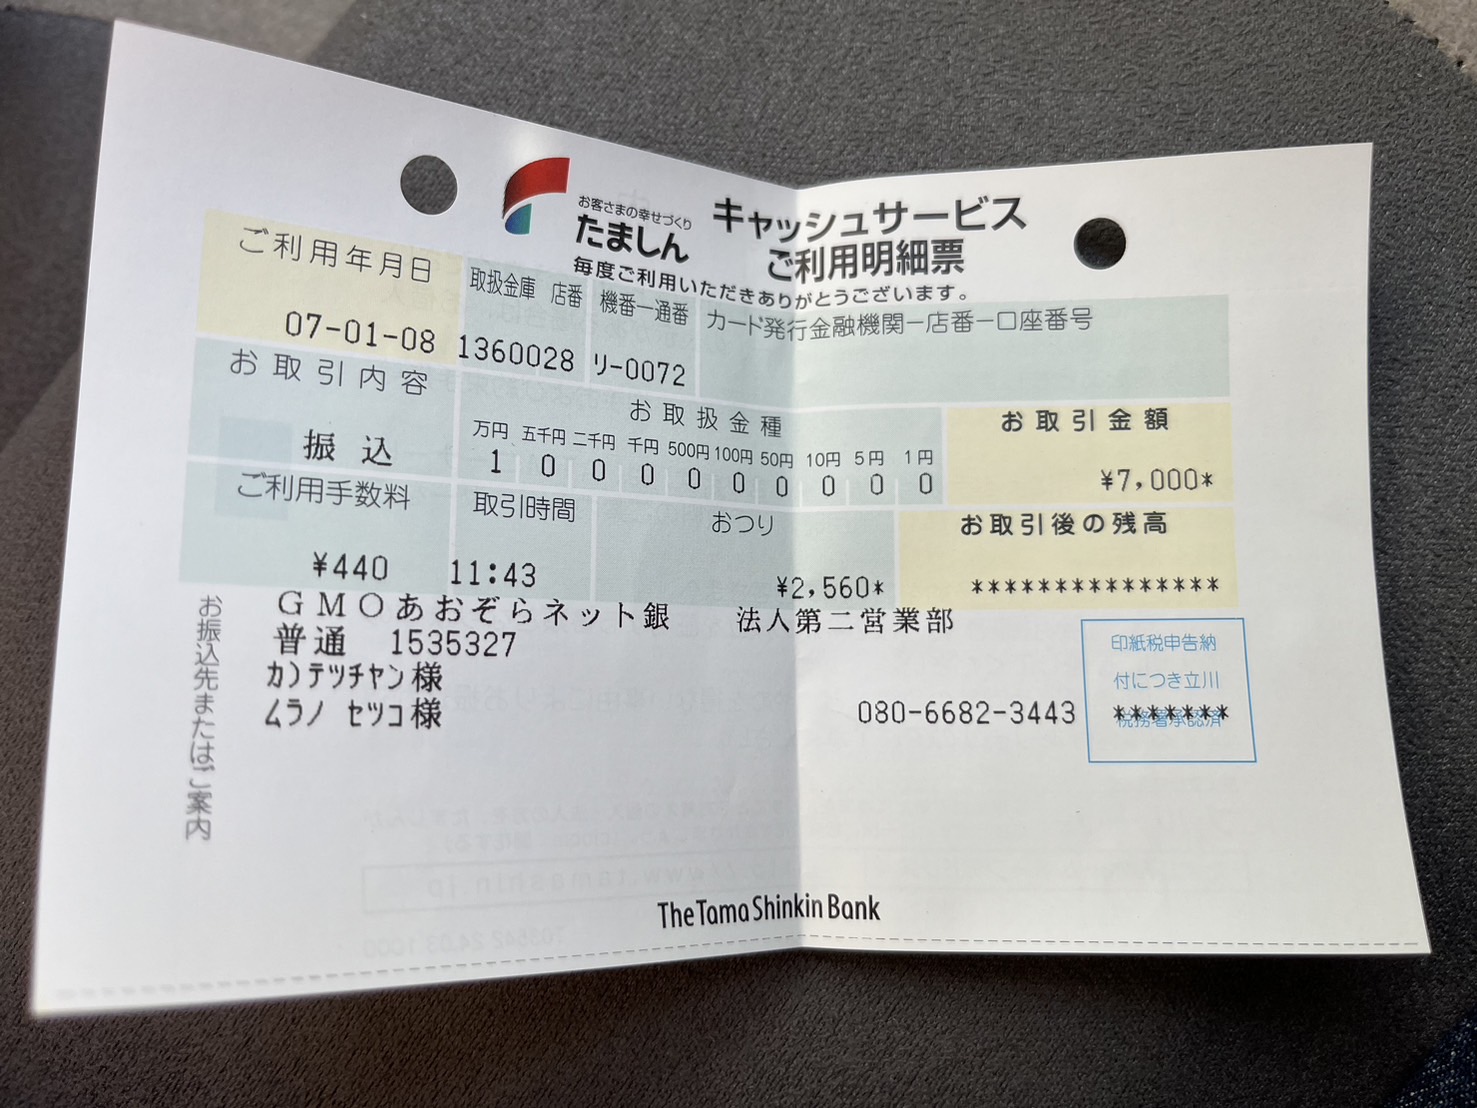 お客さまの幸せづくり
たましん
キャッシュサービス
ご利用明細票
毎度ご利用いただきありがとうございます。
ご利用年月日 取扱金庫 店番 機番ー通番 カード発行金融機関ー店番ー口座番号
07-01-08 1360028 リ-0072
お取引内容 お取扱金種 お取引金額
万円 五千円 二千円 千円 500円 100円 50円 10円 5円 1円
振込 1 0 0 0 0 0 0 0 0 0 ¥7,000*
ご利用手数料 取引時間 おつり お取引後の残高
¥440 11:43 ¥2,560* **************
お振込先またはご案内
GMOあおぞらネット銀 法人第二営業部
普通 1535327
カ)テツチヤン様
ムラノ セツコ様 080-6682-3443 *******
印紙税申告納
付につき立川
税務署承認済
The Tama Shinkin Bank